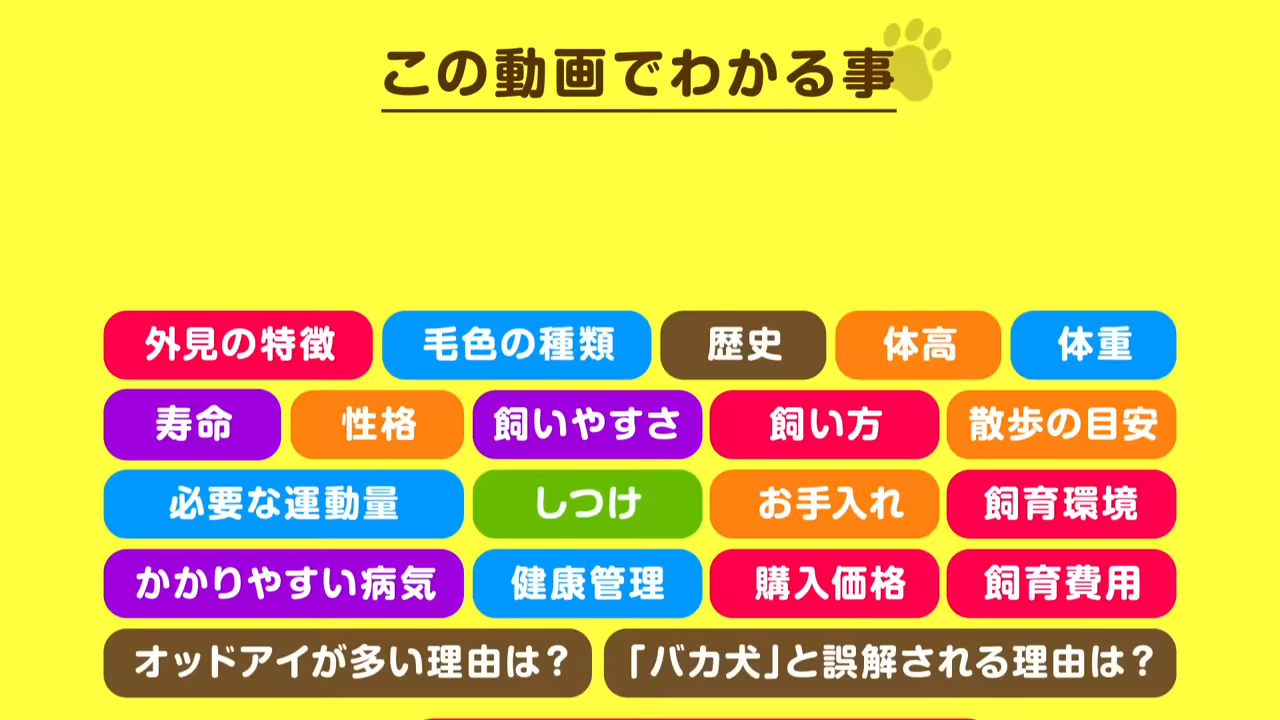 この動画でわかる事
外見の特徴 毛色の種類 歴史 体高 体重
寿命 性格 飼いやすさ 飼い方 散歩の目安
必要な運動量 しつけ お手入れ 飼育環境
かかりやすい病気 健康管理 購入価格 飼育費用
オッドアイが多い理由は？ 「バカ犬」と誤解される理由は？